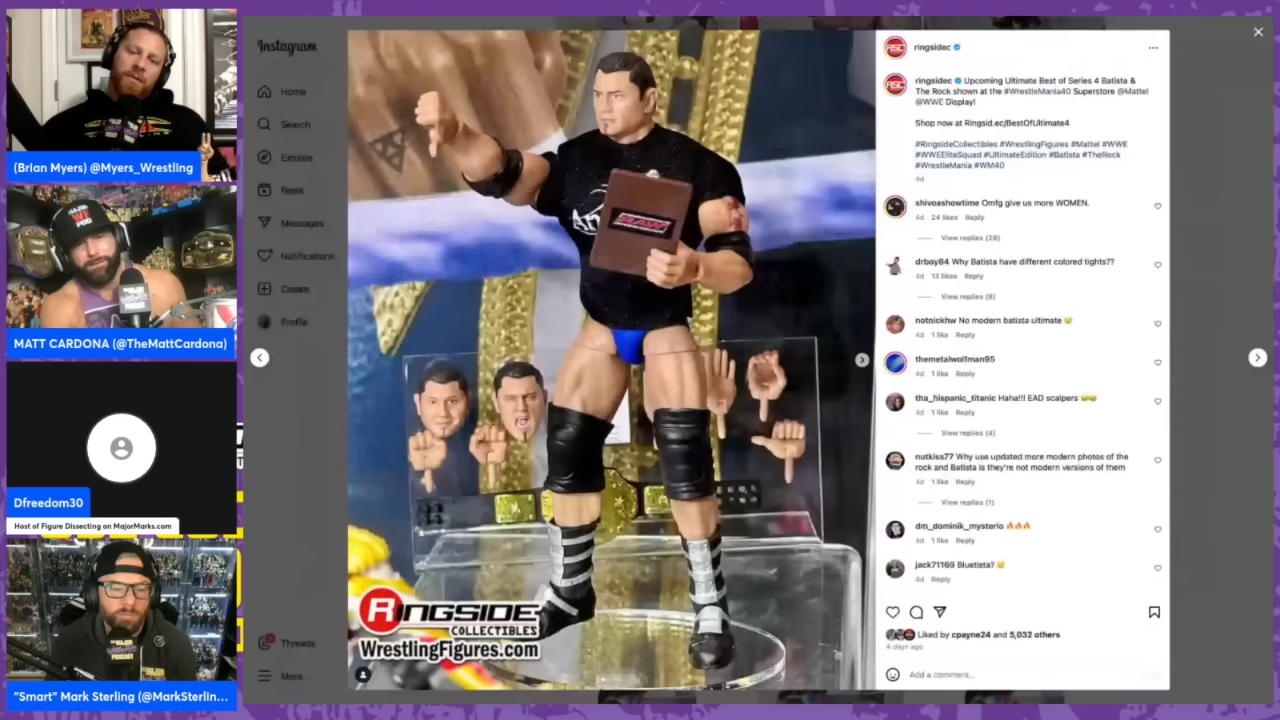 (Brian Myers) @Myers_Wrestling
MATT CARDONA (@TheMattCardona)
Dfreedom30
Host of Figure Dissecting on MajorMarks.com
"Smart" Mark Sterling (@MarkSterlin...
Instagram
Home
Search
Explore
Reels
Messages
Notifications
Create
Profile
Threads
More
RAW
RINGSIDE
COLLECTIBLES
WrestlingFigures.com
RSC
ringsidec
RSC
ringsidec Upcoming Ultimate Best of Series 4 Batista &
The Rock shown at the #WrestleMania40 Superstore @Mattel
@WWE Display!
Shop now at Ringsid.ec/BestOfUltimate4
#RingsideCollectibles #WrestlingFigures #Mattel #WWE
#WWEEliteSquad #UltimateEdition #Batista #TheRock
#WrestleMania #WM40
4d
shivoashowtime Omfg give us more WOMEN.
4d 24 likes Reply
View replies (28)
drboy84 Why Batista have different colored tights??
4d 13 likes Reply
View replies (8)
notnickhw No modern batista ultimate 😢
4d 1 like Reply
themetalwolfman95
4d 1 like Reply
tha_hispanic_titanic Haha!!! EAD scalpers 😂😂
4d 1 like Reply
View replies (4)
nutkiss77 Why use updated more modern photos of the
rock and Batista is they're not modern versions of them
4d 1 like Reply
View replies (1)
dm_dominik_mysterio 🔥🔥🔥
4d 1 like Reply
jack71169 Bluetista?
4d Reply
Liked by cpayne24 and 5,032 others
4 days ago
Add a comment...